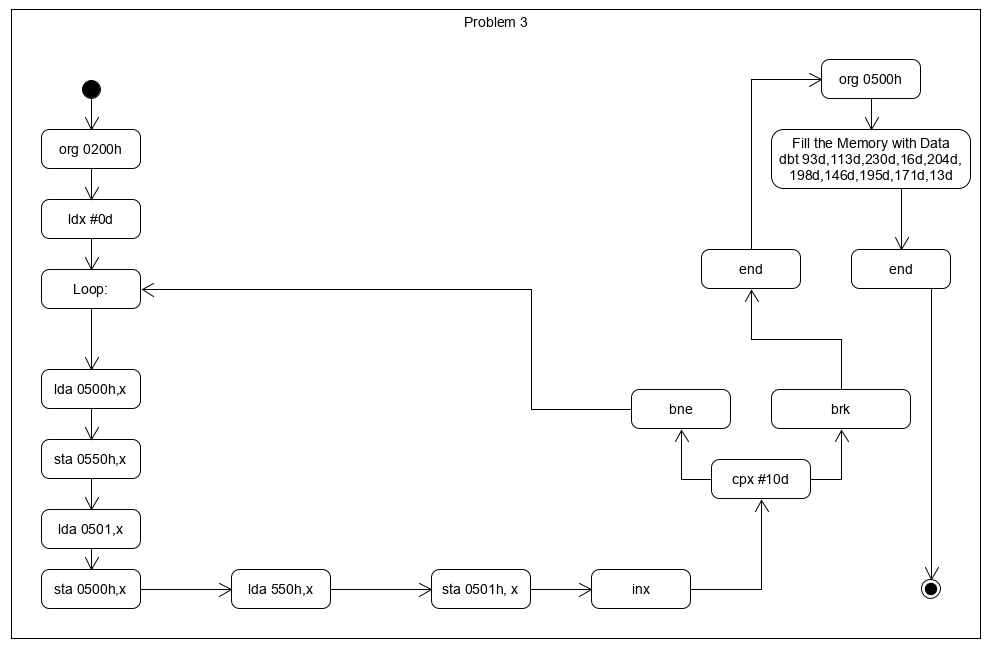 Problem 3
org 0200h
ldx #0d
Loop:
lda 0500h,x
sta 0550h,x
lda 0501,x
sta 0500h,x
lda 550h,x
sta 0501h, x
inx
cpx #10d
bne
brk
end
org 0500h
Fill the Memory with Data
dbt 93d,113d,230d,16d,204d,
198d,146d,195d,171d,13d
end